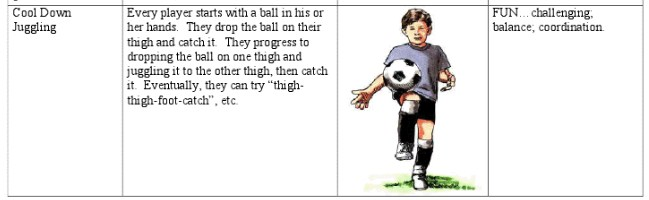 Cool Down
Juggling
Every player starts with a ball in his or
her hands. They drop the ball on their
thigh and catch it. They progress to
dropping the ball on one thigh and
juggling it to the other thigh, then catch
it. Eventually, they can try “thigh-
thigh-foot-catch”, etc.
FUN... challenging;
balance; coordination.